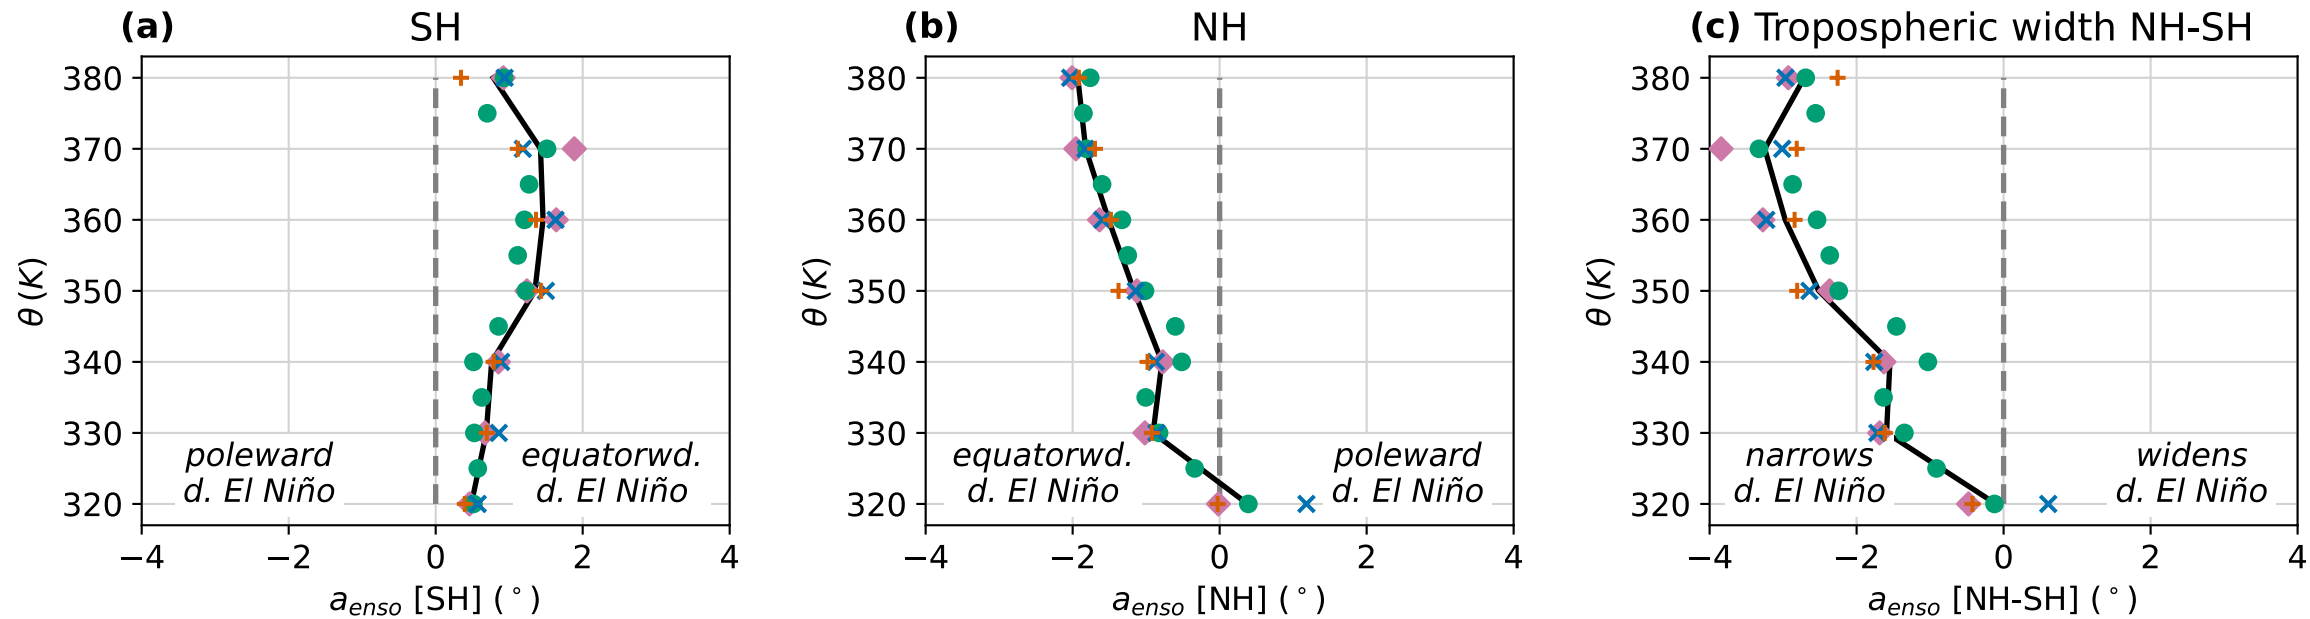 (a) SH
380
370
360
350
340
330
320
θ (K)
poleward
d. El Niño
equatorwd.
d. El Niño
−4 −2 0 2 4
a_enso [SH] (°)
(b) NH
380
370
360
350
340
330
320
θ (K)
equatorwd.
d. El Niño
poleward
d. El Niño
−4 −2 0 2 4
a_enso [NH] (°)
(c) Tropospheric width NH-SH
380
370
360
350
340
330
320
θ (K)
narrows
d. El Niño
widens
d. El Niño
−4 −2 0 2 4
a_enso [NH-SH] (°)